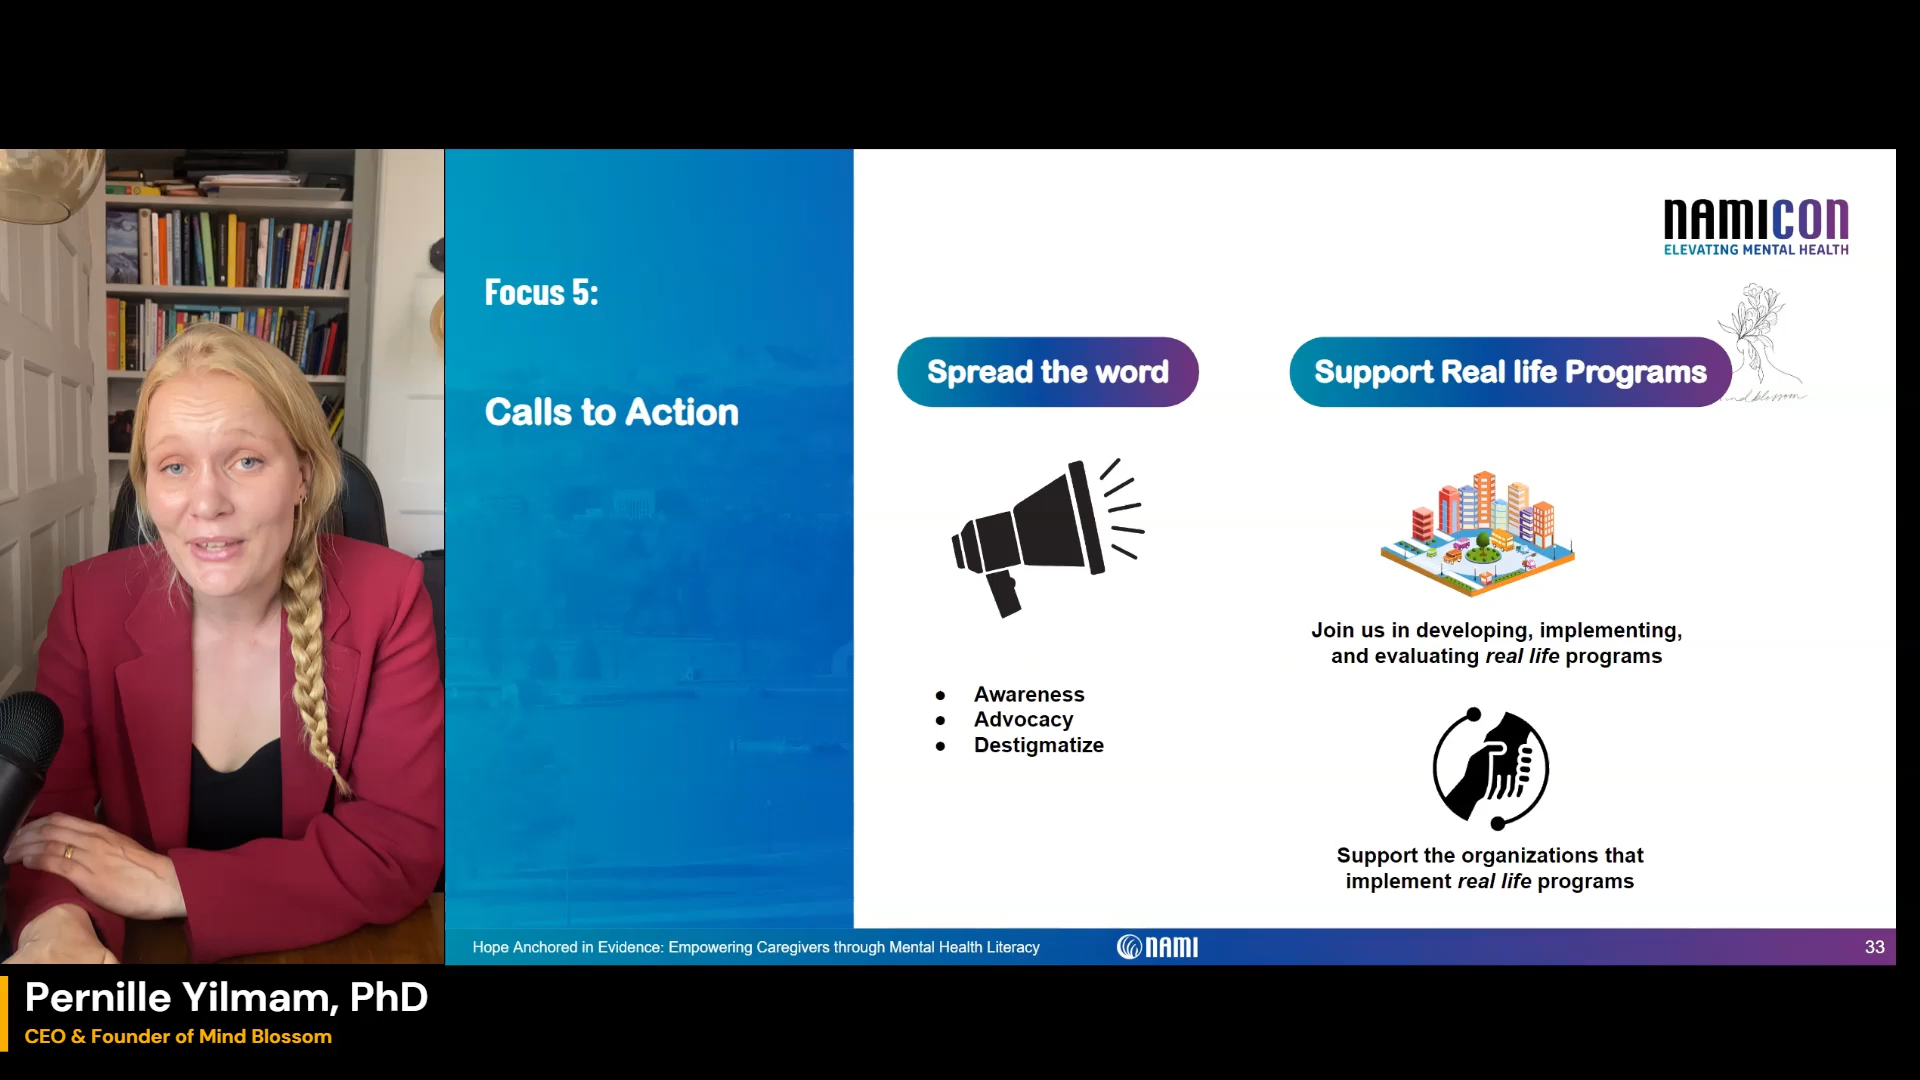 NAMICON
ELEVATING MENTAL HEALTH
Focus 5:
Calls to Action
Spread the word
Support Real life Programs
Join us in developing, implementing,
and evaluating real life programs
● Awareness
● Advocacy
● Destigmatize
Support the organizations that
implement real life programs
Hope Anchored in Evidence: Empowering Caregivers through Mental Health Literacy
NAMI
33
Pernille Yilmam, PhD
CEO & Founder of Mind Blossom